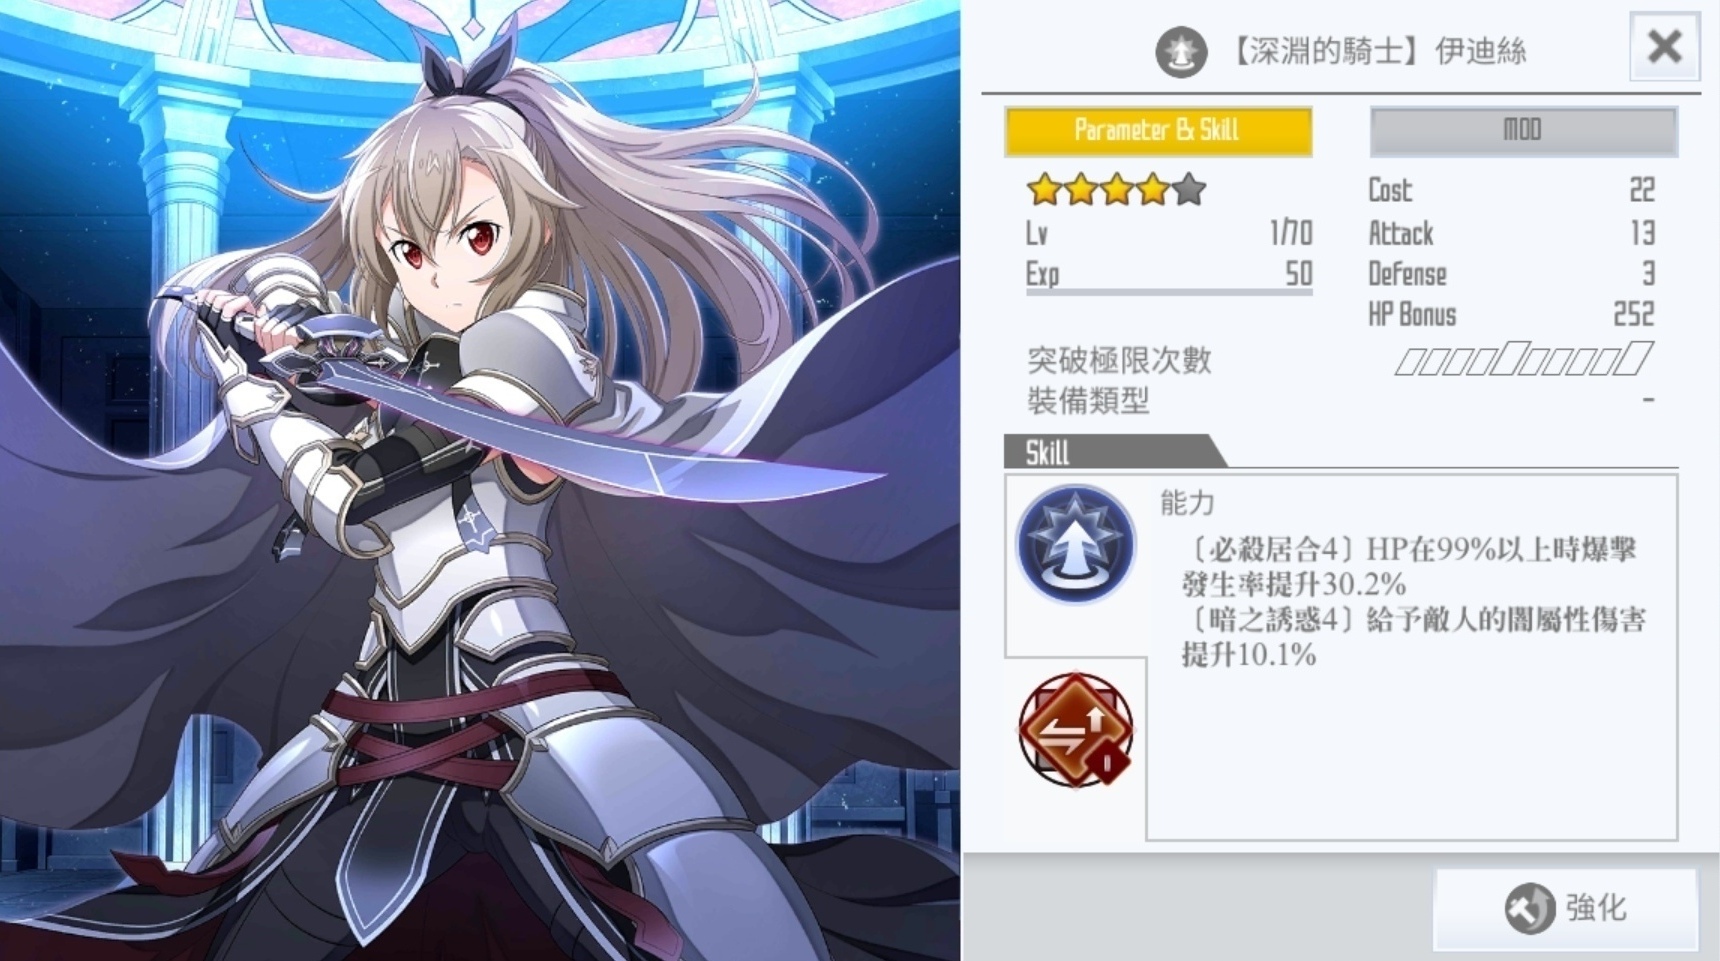 【深淵的騎士】伊迪絲
Parameter & Skill
MOD
Lv 1/70
Exp 50
Cost 22
Attack 13
Defense 3
HP Bonus 252
突破極限次數
裝備類型 -
Skill
能力
〔必殺居合4〕HP在99%以上時爆擊
發生率提升30.2%
〔暗之誘惑4〕給予敵人的闇屬性傷害
提升10.1%
強化